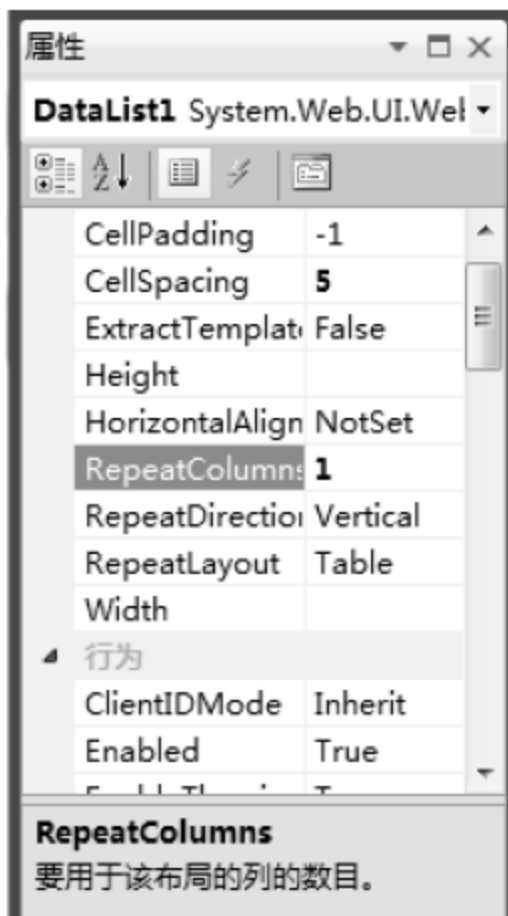 属性
DataList1 System.Web.UI.Wel
CellPadding -1
CellSpacing 5
ExtractTemplat False
Height
HorizontalAlign NotSet
RepeatColumns 1
RepeatDirection Vertical
RepeatLayout Table
Width
行为
ClientIDMode Inherit
Enabled True
RepeatColumns
要用于该布局的列的数目。